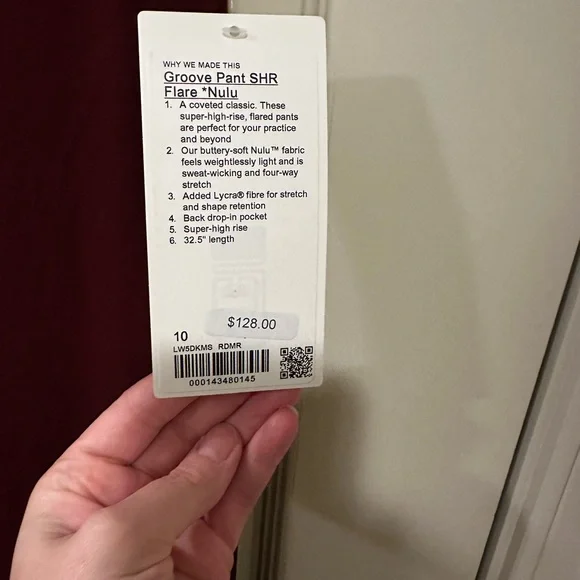 WHY WE MADE THIS
Groove Pant SHR
Flare *Nulu
1. A coveted classic. These
super-high-rise, flared pants
are perfect for your practice
and beyond
2. Our buttery-soft Nulu™ fabric
feels weightlessly light and is
sweat-wicking and four-way
stretch
3. Added Lycra® fibre for stretch
and shape retention
4. Back drop-in pocket
5. Super-high rise
6. 32.5" length
$128.00
10
LW5DKMS RDMR
000143480145